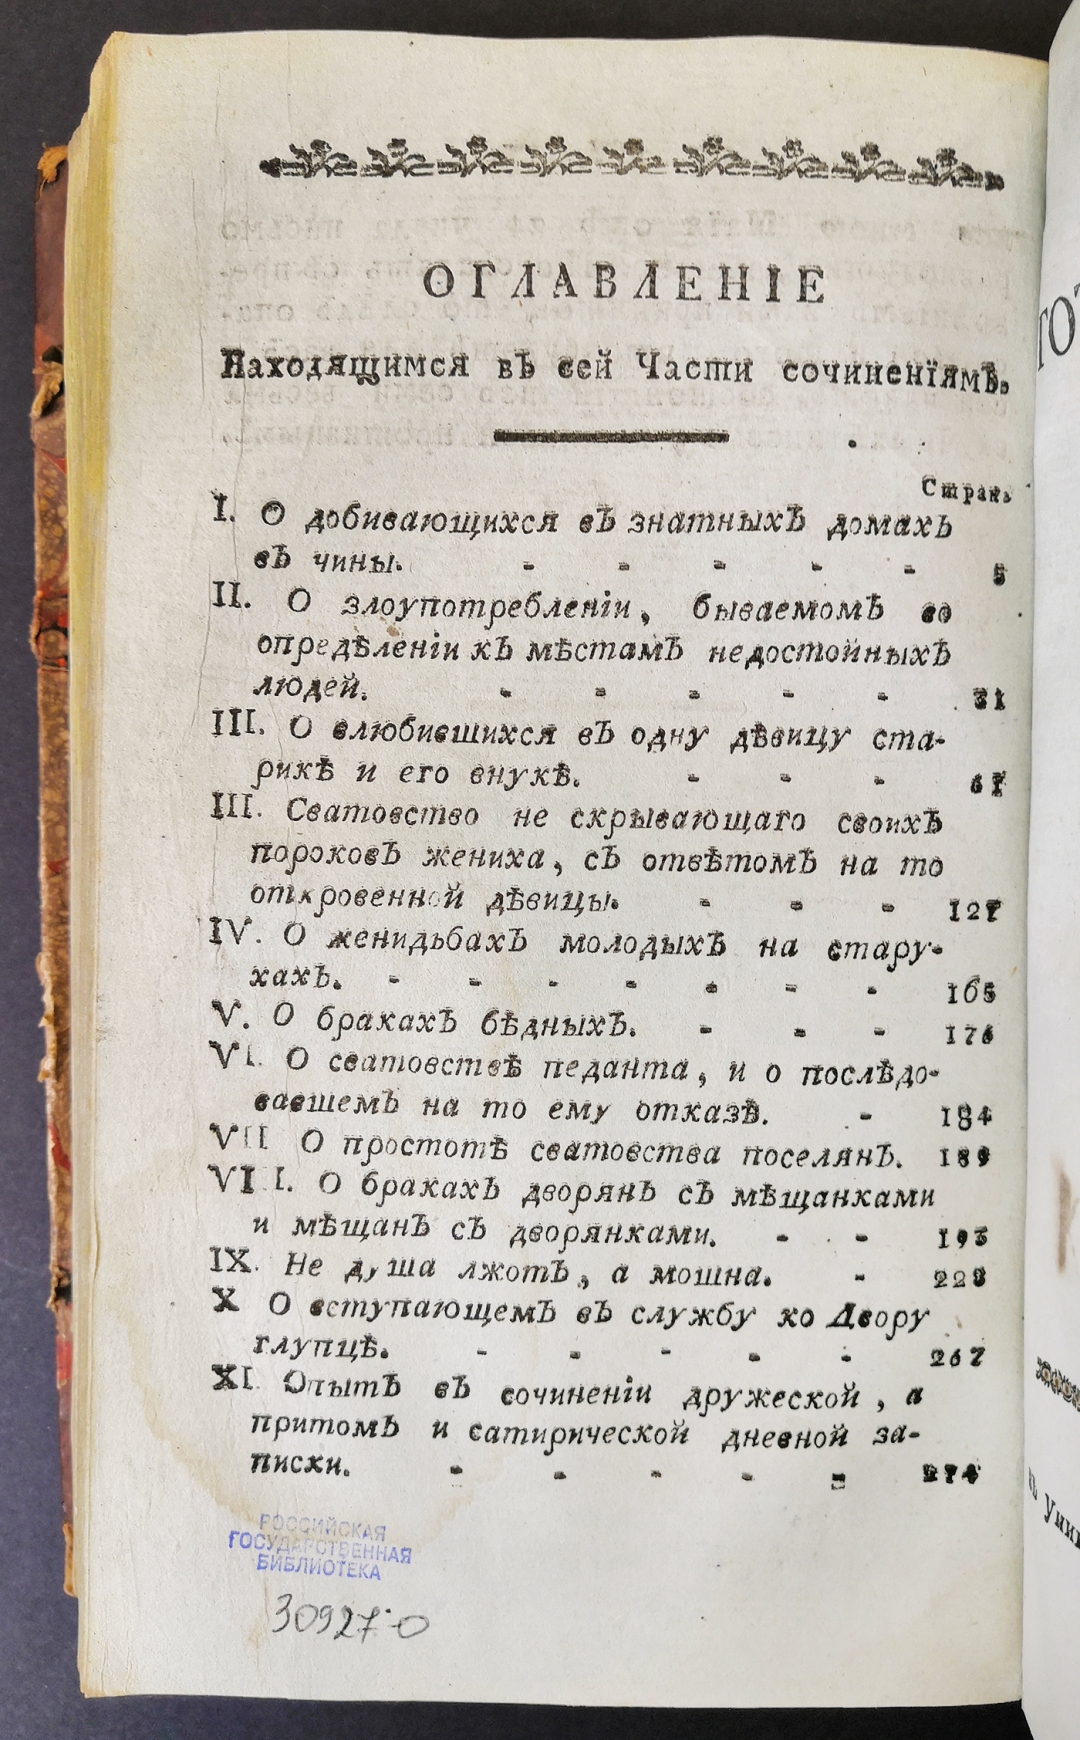 ОГЛАВЛЕНІЕ
Находящимся въ сей Части сочиненїямъ.
Стран.
I. О добивающихся въ знатныхъ домахъ
въ чины. - - - - - 5
II. О злоупотребленіи, бываемомъ во
опредѣленіи къ мѣстамъ недостойныхъ
людей. - - - - - 31
III. О влюбившихся въ одну дѣвицу ста-
рикѣ и его внукѣ. - - - 61
III. Сватовство не скрывающаго своихъ
пороковъ жениха, съ отвѣтомъ на то
откровенной дѣвицы. - - - 127
IV. О женидьбахъ молодыхъ на стару-
хахъ. - - - - - - - 165
V. О бракахъ бѣдныхъ. - - - 176
VI. О сватовствѣ педанта, и о послѣдо-
вавшемъ на то ему отказѣ. - 184
VII О простотѣ сватовства поселянъ. 189
VIII. О бракахъ дворянъ съ мѣщанками
и мѣщанъ съ дворянками. - - 193
IX. Не душа лжотъ, а мошна. - 228
X О вступающемъ въ службу ко Двору
глупцѣ. - - - - - 267
XI Опытъ въ сочиненіи дружеской, а
притомъ и сатирической дневной за-
писки. - - - - - 274
РОССИЙСКАЯ
ГОСУДАРСТВЕННАЯ
БИБЛИОТЕКА
30927-0